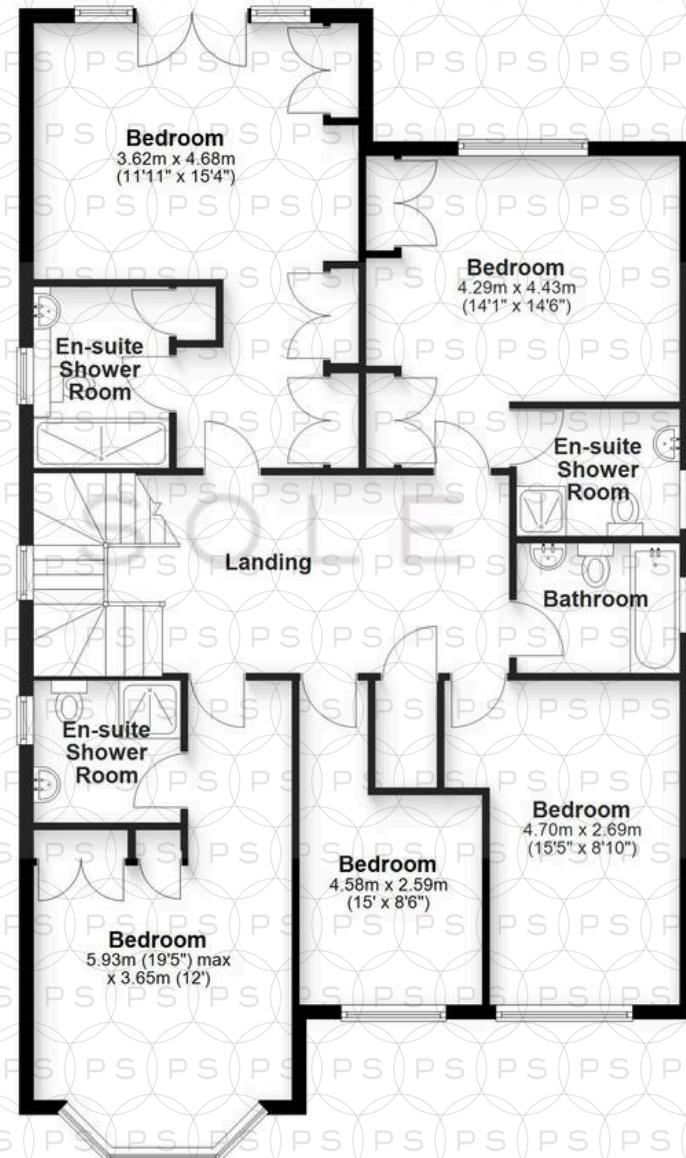 Bedroom
3.62m x 4.68m
(11'11" x 15'4")
Bedroom
4.29m x 4.43m
(14'1" x 14'6")
En-suite
Shower
Room
En-suite
Shower
Room
SOLE
Landing
Bathroom
En-suite
Shower
Room
Bedroom
4.70m x 2.69m
(15'5" x 8'10")
Bedroom
4.58m x 2.59m
(15' x 8'6")
Bedroom
5.93m (19'5") max
x 3.65m (12')